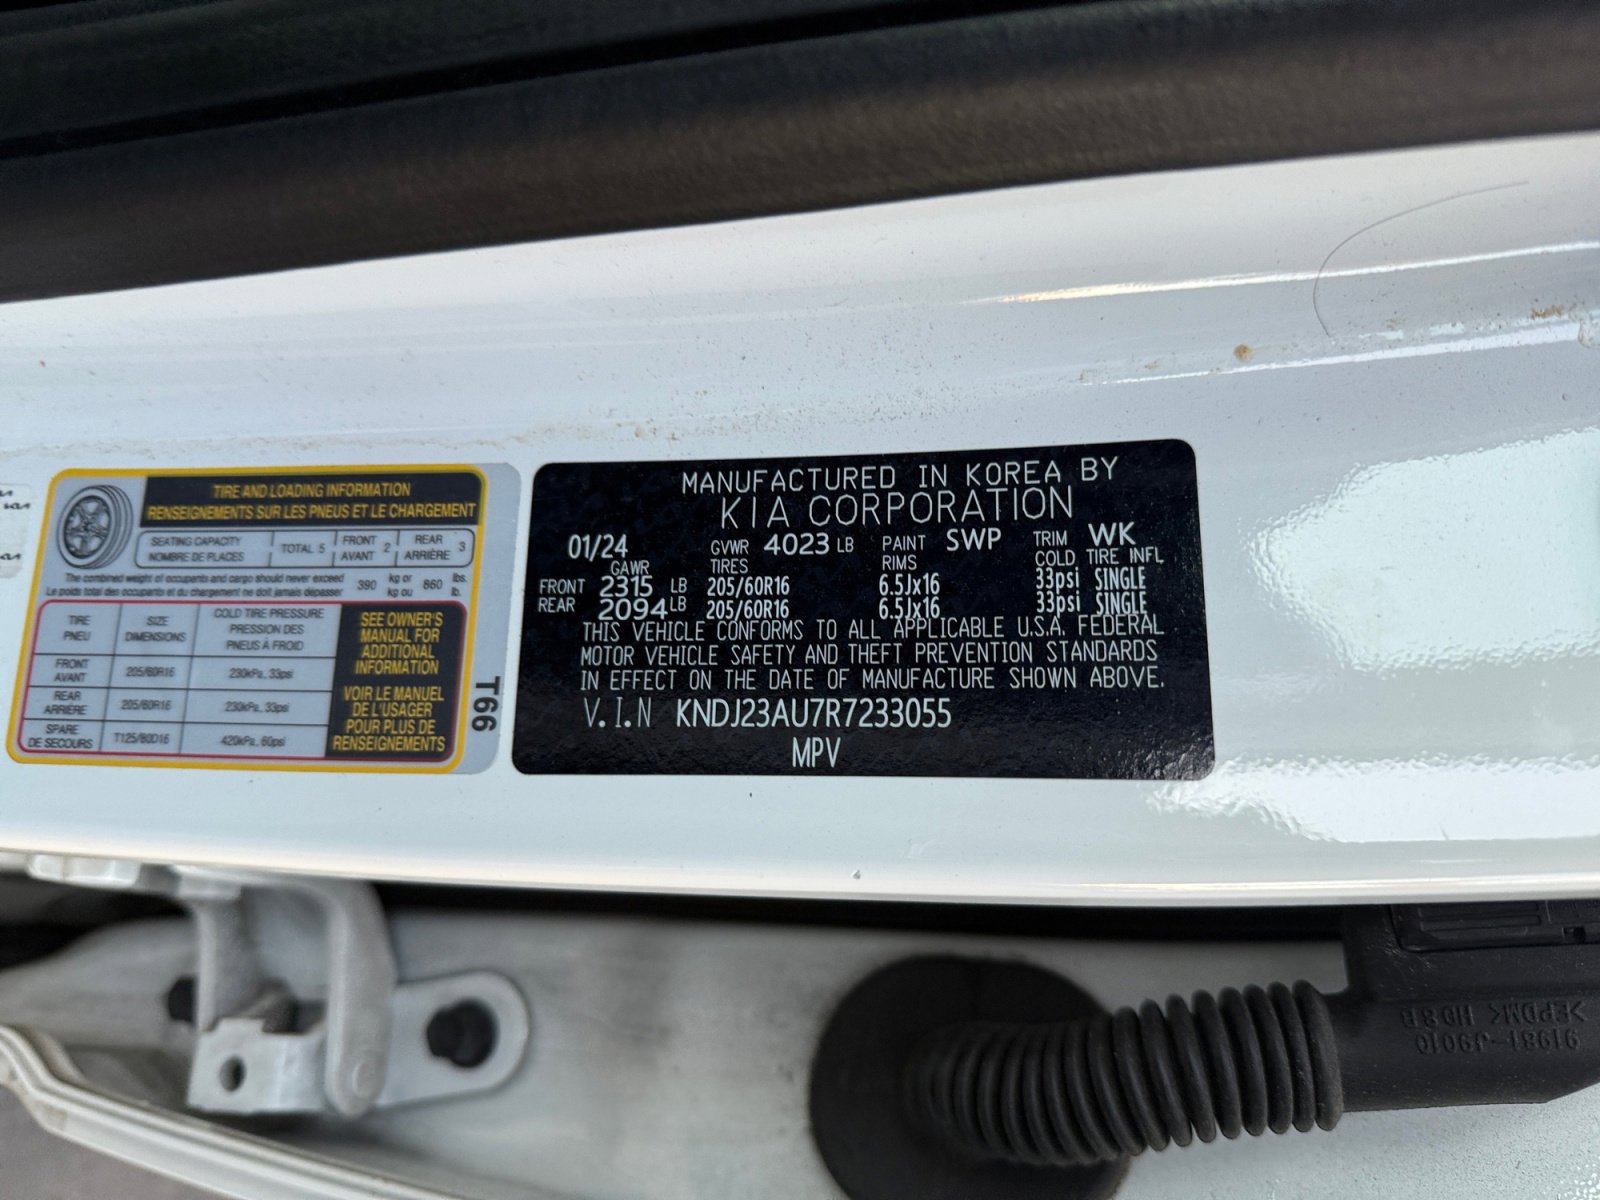 TIRE AND LOADING INFORMATION
RENSEIGNEMENTS SUR LES PNEUS ET LE CHARGEMENT
SEATING CAPACITY
NOMBRE DE PLACES
TOTAL 5
FRONT
AVANT
2
REAR
ARRIÈRE
3
The combined weight of occupants and cargo should never exceed
Le poids total des occupants et du chargement ne doit jamais dépasser
390
kg or
kg ou
860
lbs.
lb.
TIRE
PNEU
SIZE
DIMENSIONS
COLD TIRE PRESSURE
PRESSION DES
PNEUS À FROID
FRONT
AVANT
205/60R16
230kPa, 33psi
REAR
ARRIÈRE
205/60R16
230kPa, 33psi
SPARE
DE SECOURS
T125/80D16
420kPa, 60psi
SEE OWNER'S
MANUAL FOR
ADDITIONAL
INFORMATION
VOIR LE MANUEL
DE L'USAGER
POUR PLUS DE
RENSEIGNEMENTS
T66
MANUFACTURED IN KOREA BY
KIA CORPORATION
01/24 GVWR 4023 LB PAINT SWP TRIM WK
GAWR TIRES RIMS COLD TIRE INFL
FRONT 2315 LB 205/60R16 6.5Jx16 33psi SINGLE
REAR 2094 LB 205/60R16 6.5Jx16 33psi SINGLE
THIS VEHICLE CONFORMS TO ALL APPLICABLE U.S.A. FEDERAL
MOTOR VEHICLE SAFETY AND THEFT PREVENTION STANDARDS
IN EFFECT ON THE DATE OF MANUFACTURE SHOWN ABOVE.
V.I.N KNDJ23AU7R7233055
MPV
91981-J9010
>EPDM<